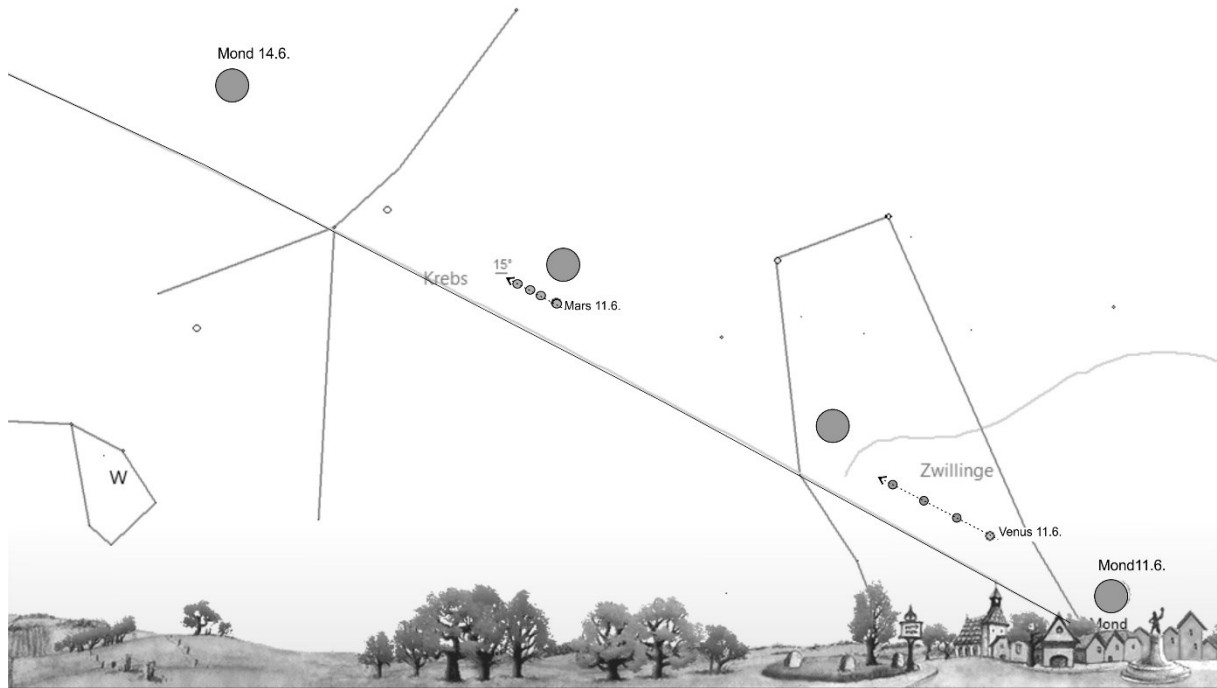 Mond 14.6.
15°
Krebs
Mars 11.6.
W
Zwillinge
Venus 11.6.
Mond11.6.
Mond